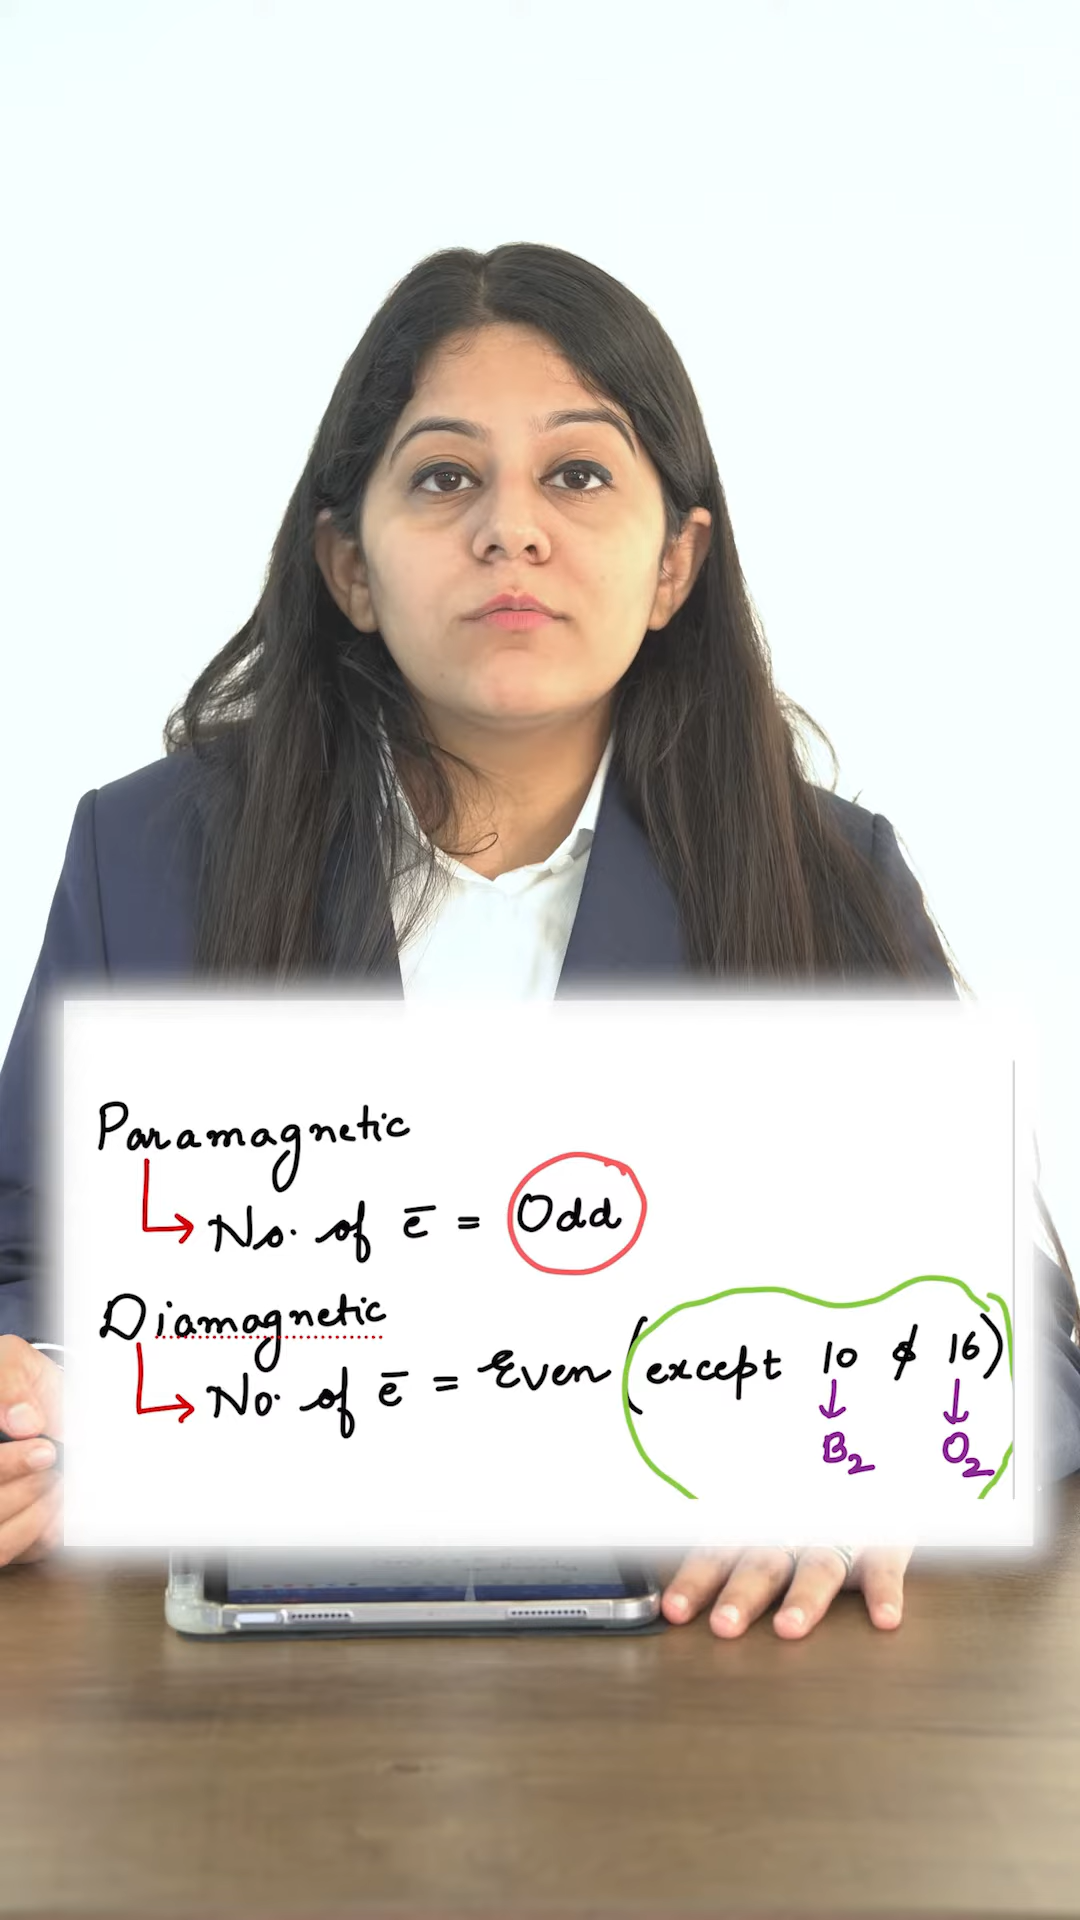 Paramagnetic
No. of e̅ = Odd
Diamagnetic
No. of e̅ = Even (except 10 & 16)
B₂ O₂